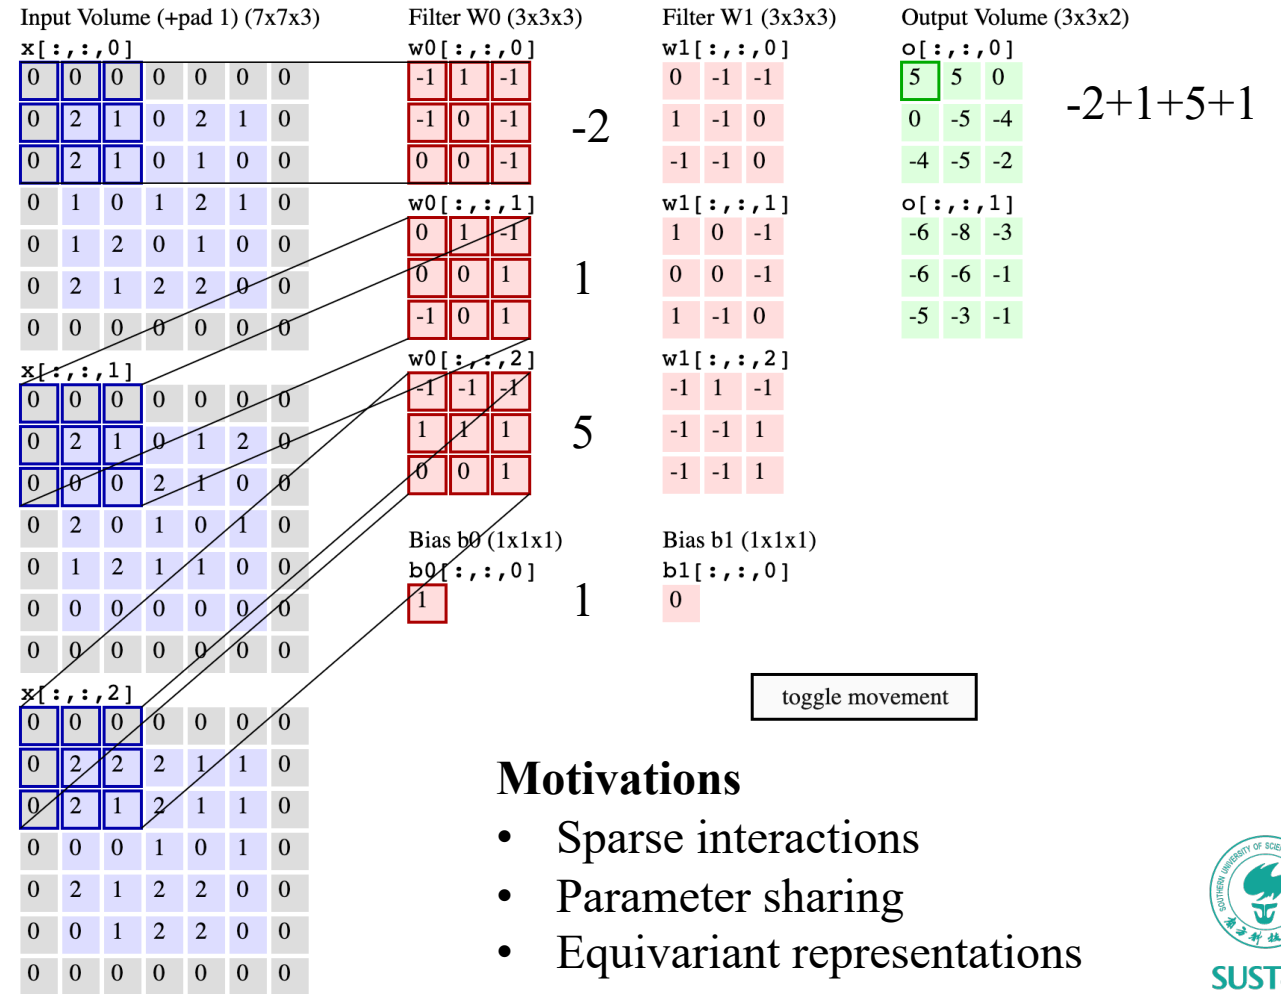 Input Volume (+pad 1) (7x7x3)
x[:,:,0]
0 0 0 0 0 0 0
0 2 1 0 2 1 0
0 2 1 0 1 0 0
0 1 0 1 2 1 0
0 1 2 0 1 0 0
0 2 1 2 2 0 0
0 0 0 0 0 0 0
x[:,:,1]
0 0 0 0 0 0 0
0 2 1 0 1 2 0
0 0 0 2 1 0 0
0 2 0 1 0 1 0
0 1 2 1 1 0 0
0 0 0 0 0 0 0
0 0 0 0 0 0 0
x[:,:,2]
0 0 0 0 0 0 0
0 2 2 2 1 1 0
0 2 1 2 1 1 0
0 0 0 1 0 1 0
0 2 1 2 2 0 0
0 0 1 2 2 0 0
0 0 0 0 0 0 0
Filter W0 (3x3x3)
w0[:,:,0]
-1 1 -1
-1 0 -1
0 0 -1
-2
w0[:,:,1]
0 1 -1
0 0 1
-1 0 1
1
w0[:,:,2]
-1 -1 -1
1 1 1
0 0 1
5
Bias b0 (1x1x1)
b0[:,:,0]
1
1
Filter W1 (3x3x3)
w1[:,:,0]
0 -1 -1
1 -1 0
-1 -1 0
w1[:,:,1]
1 0 -1
0 0 -1
1 -1 0
w1[:,:,2]
-1 1 -1
-1 -1 1
-1 -1 1
Bias b1 (1x1x1)
b1[:,:,0]
0
Output Volume (3x3x2)
o[:,:,0]
5 5 0
0 -5 -4
-4 -5 -2
o[:,:,1]
-6 -8 -3
-6 -6 -1
-5 -3 -1
-2+1+5+1
toggle movement
Motivations
• Sparse interactions
• Parameter sharing
• Equivariant representations
SOUTHERN UNIVERSITY OF SCIE
南方科技
SUST